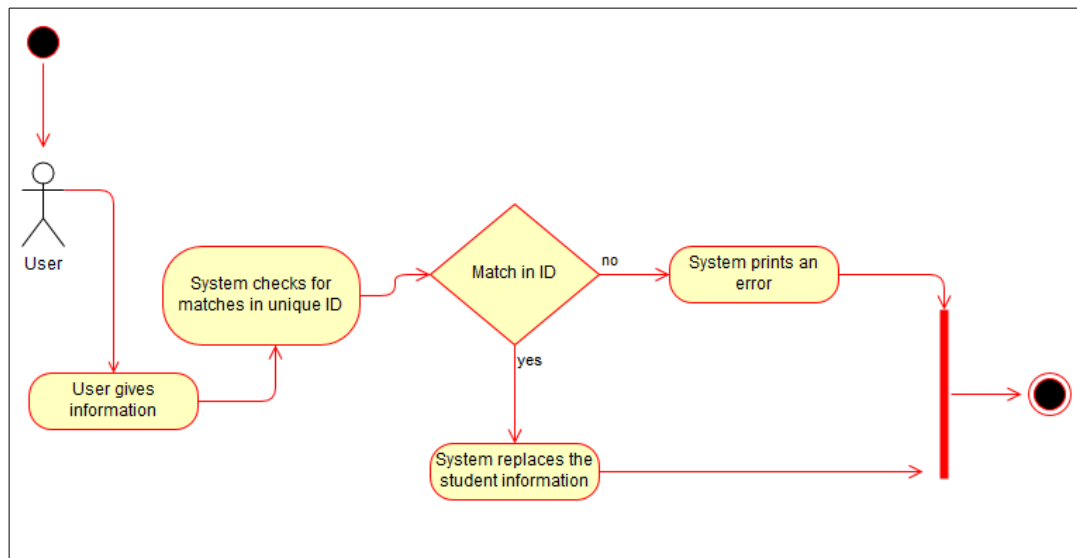 User
User gives
information
System checks for
matches in unique ID
Match in ID
no
System prints an
error
yes
System replaces the
student information